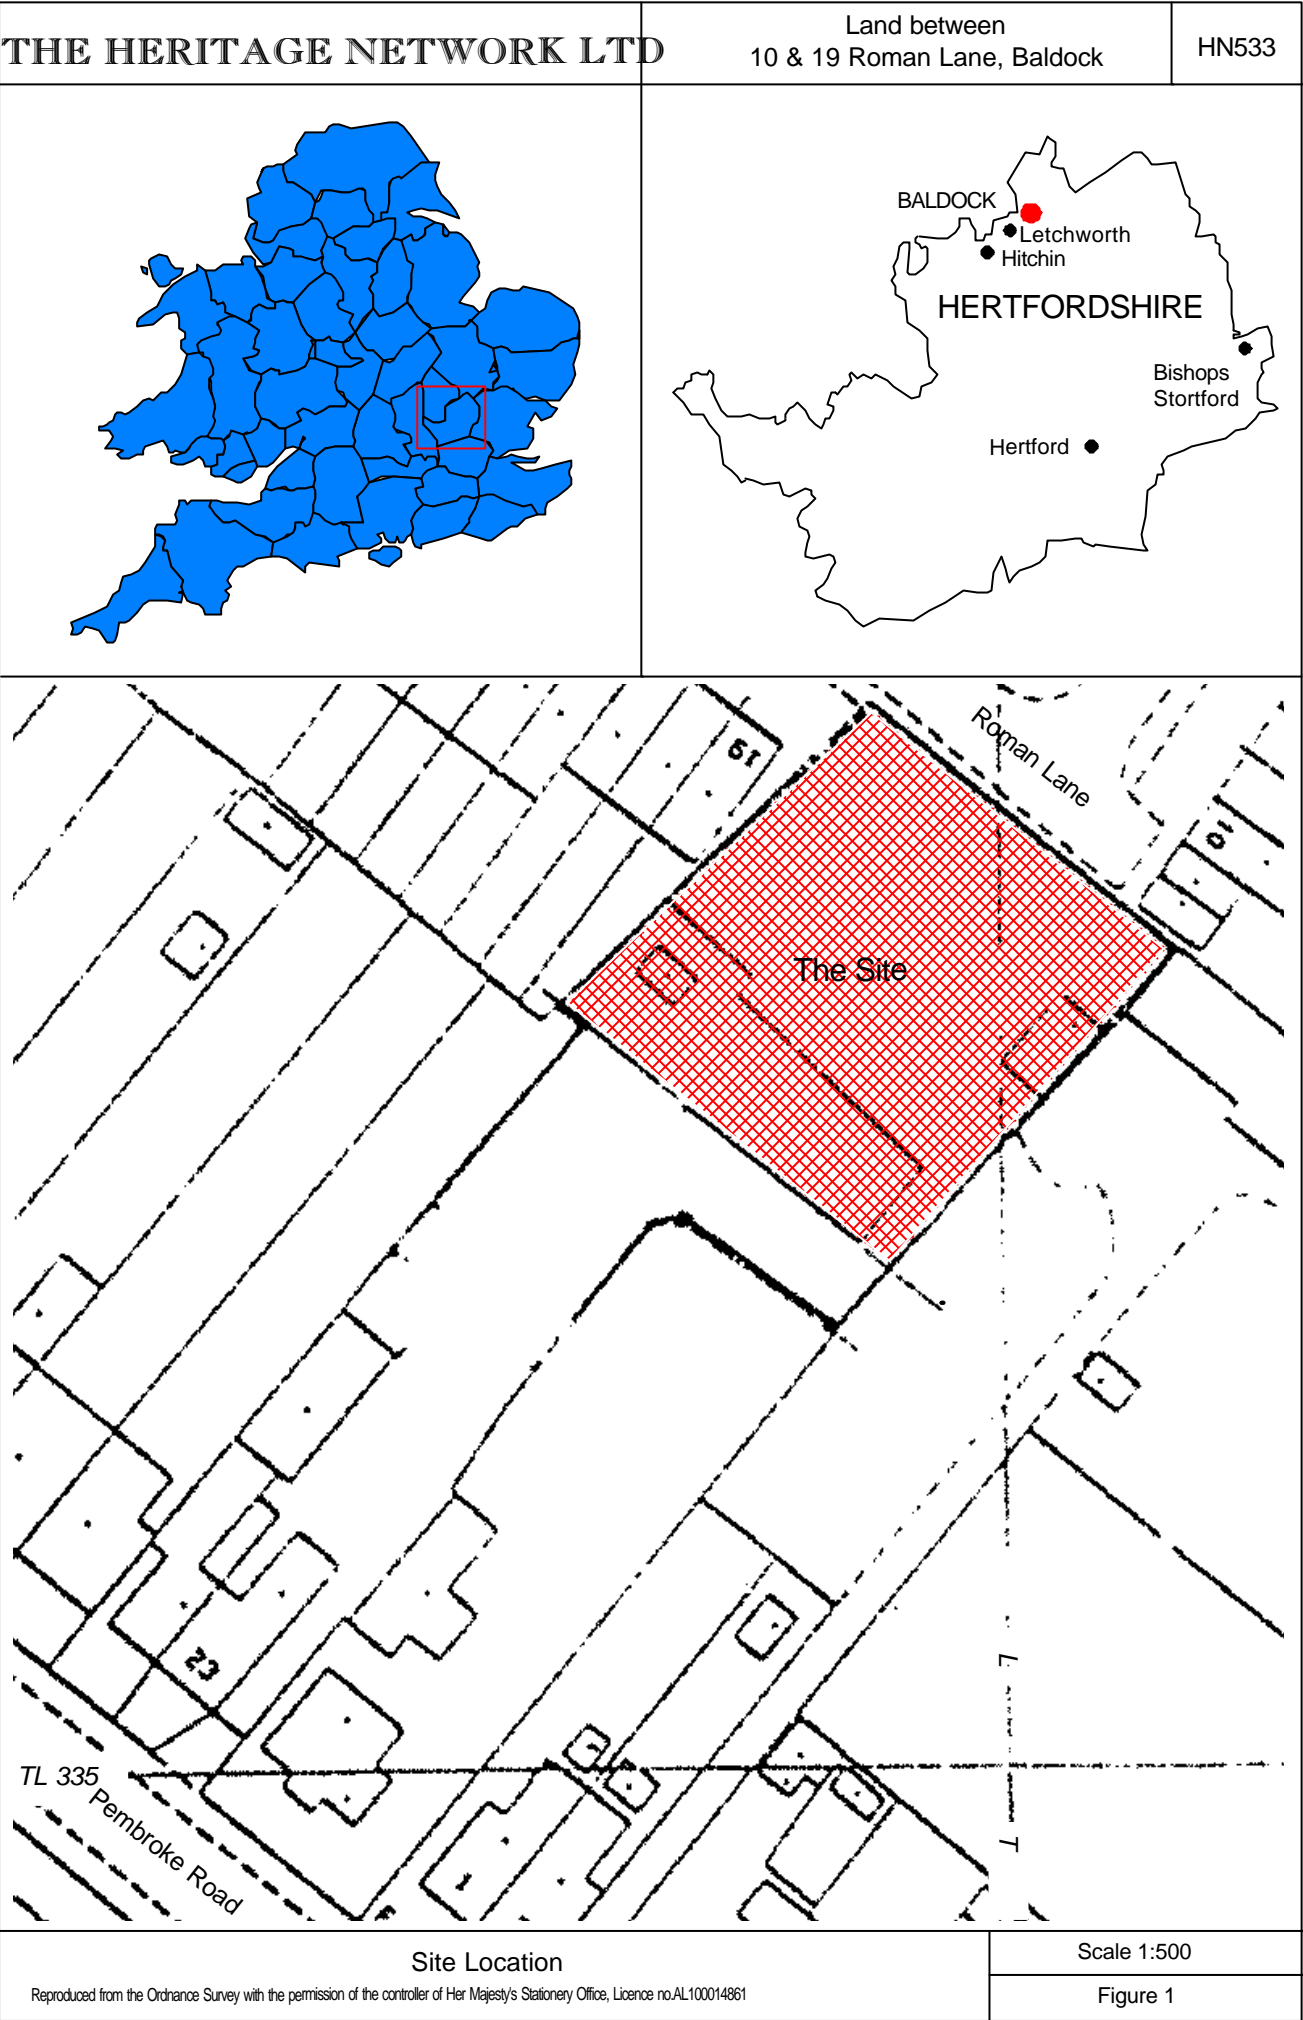 THE HERITAGE NETWORK LTD
Land between
10 & 19 Roman Lane, Baldock
HN533
BALDOCK
Letchworth
Hitchin
HERTFORDSHIRE
Bishops
Stortford
Hertford
Roman Lane
19
10
The Site
23
L
TL 335
Pembroke Road
1
T
Site Location
Reproduced from the Ordnance Survey with the permission of the controller of Her Majesty's Stationery Office, Licence no.AL100014861
Scale 1:500
Figure 1